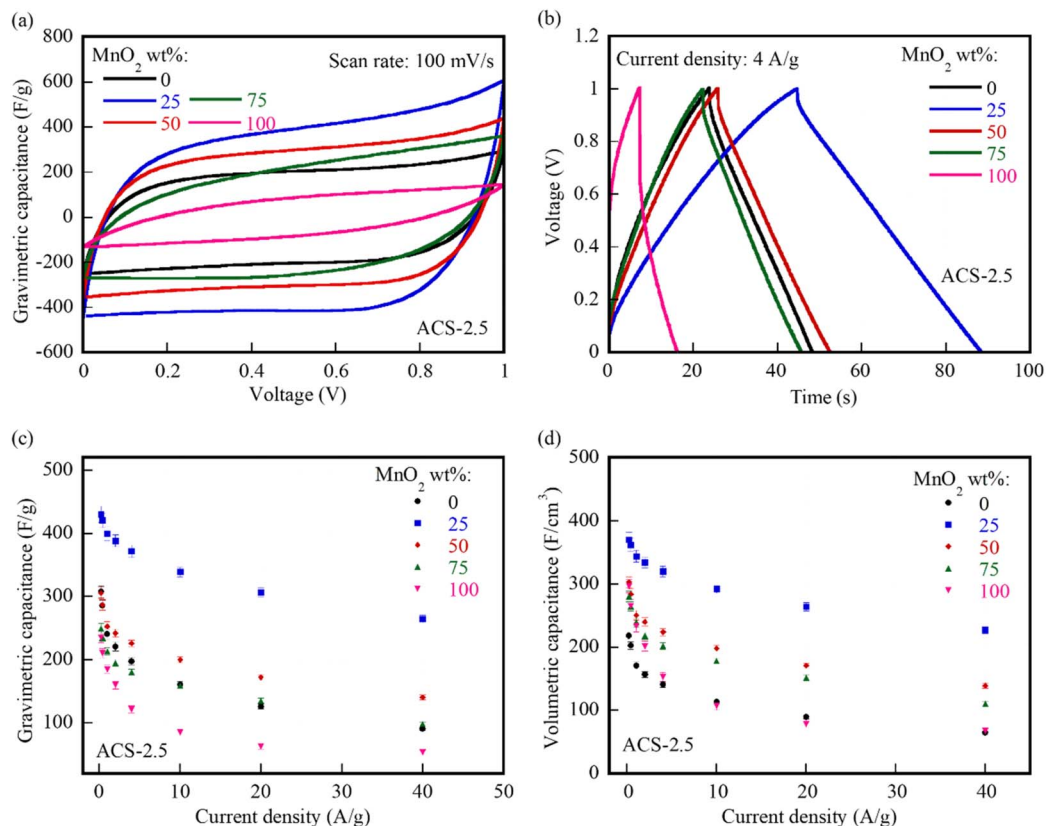 (a)
800
600
400
200
0
-200
-400
-600
Gravimetric capacitance (F/g)
MnO2 wt%:
0
25
50
75
100
Scan rate: 100 mV/s
ACS-2.5
0 0.2 0.4 0.6 0.8 1
Voltage (V)
(b)
1.2
1
0.8
0.6
0.4
0.2
0
Voltage (V)
Current density: 4 A/g
MnO2 wt%:
0
25
50
75
100
ACS-2.5
0 20 40 60 80 100
Time (s)
(c)
500
400
300
200
100
Gravimetric capacitance (F/g)
MnO2 wt%:
0
25
50
75
100
ACS-2.5
0 10 20 30 40 50
Current density (A/g)
(d)
500
400
300
200
100
0
Volumetric capacitance (F/cm3)
MnO2 wt%:
0
25
50
75
100
ACS-2.5
0 10 20 30 40
Current density (A/g)